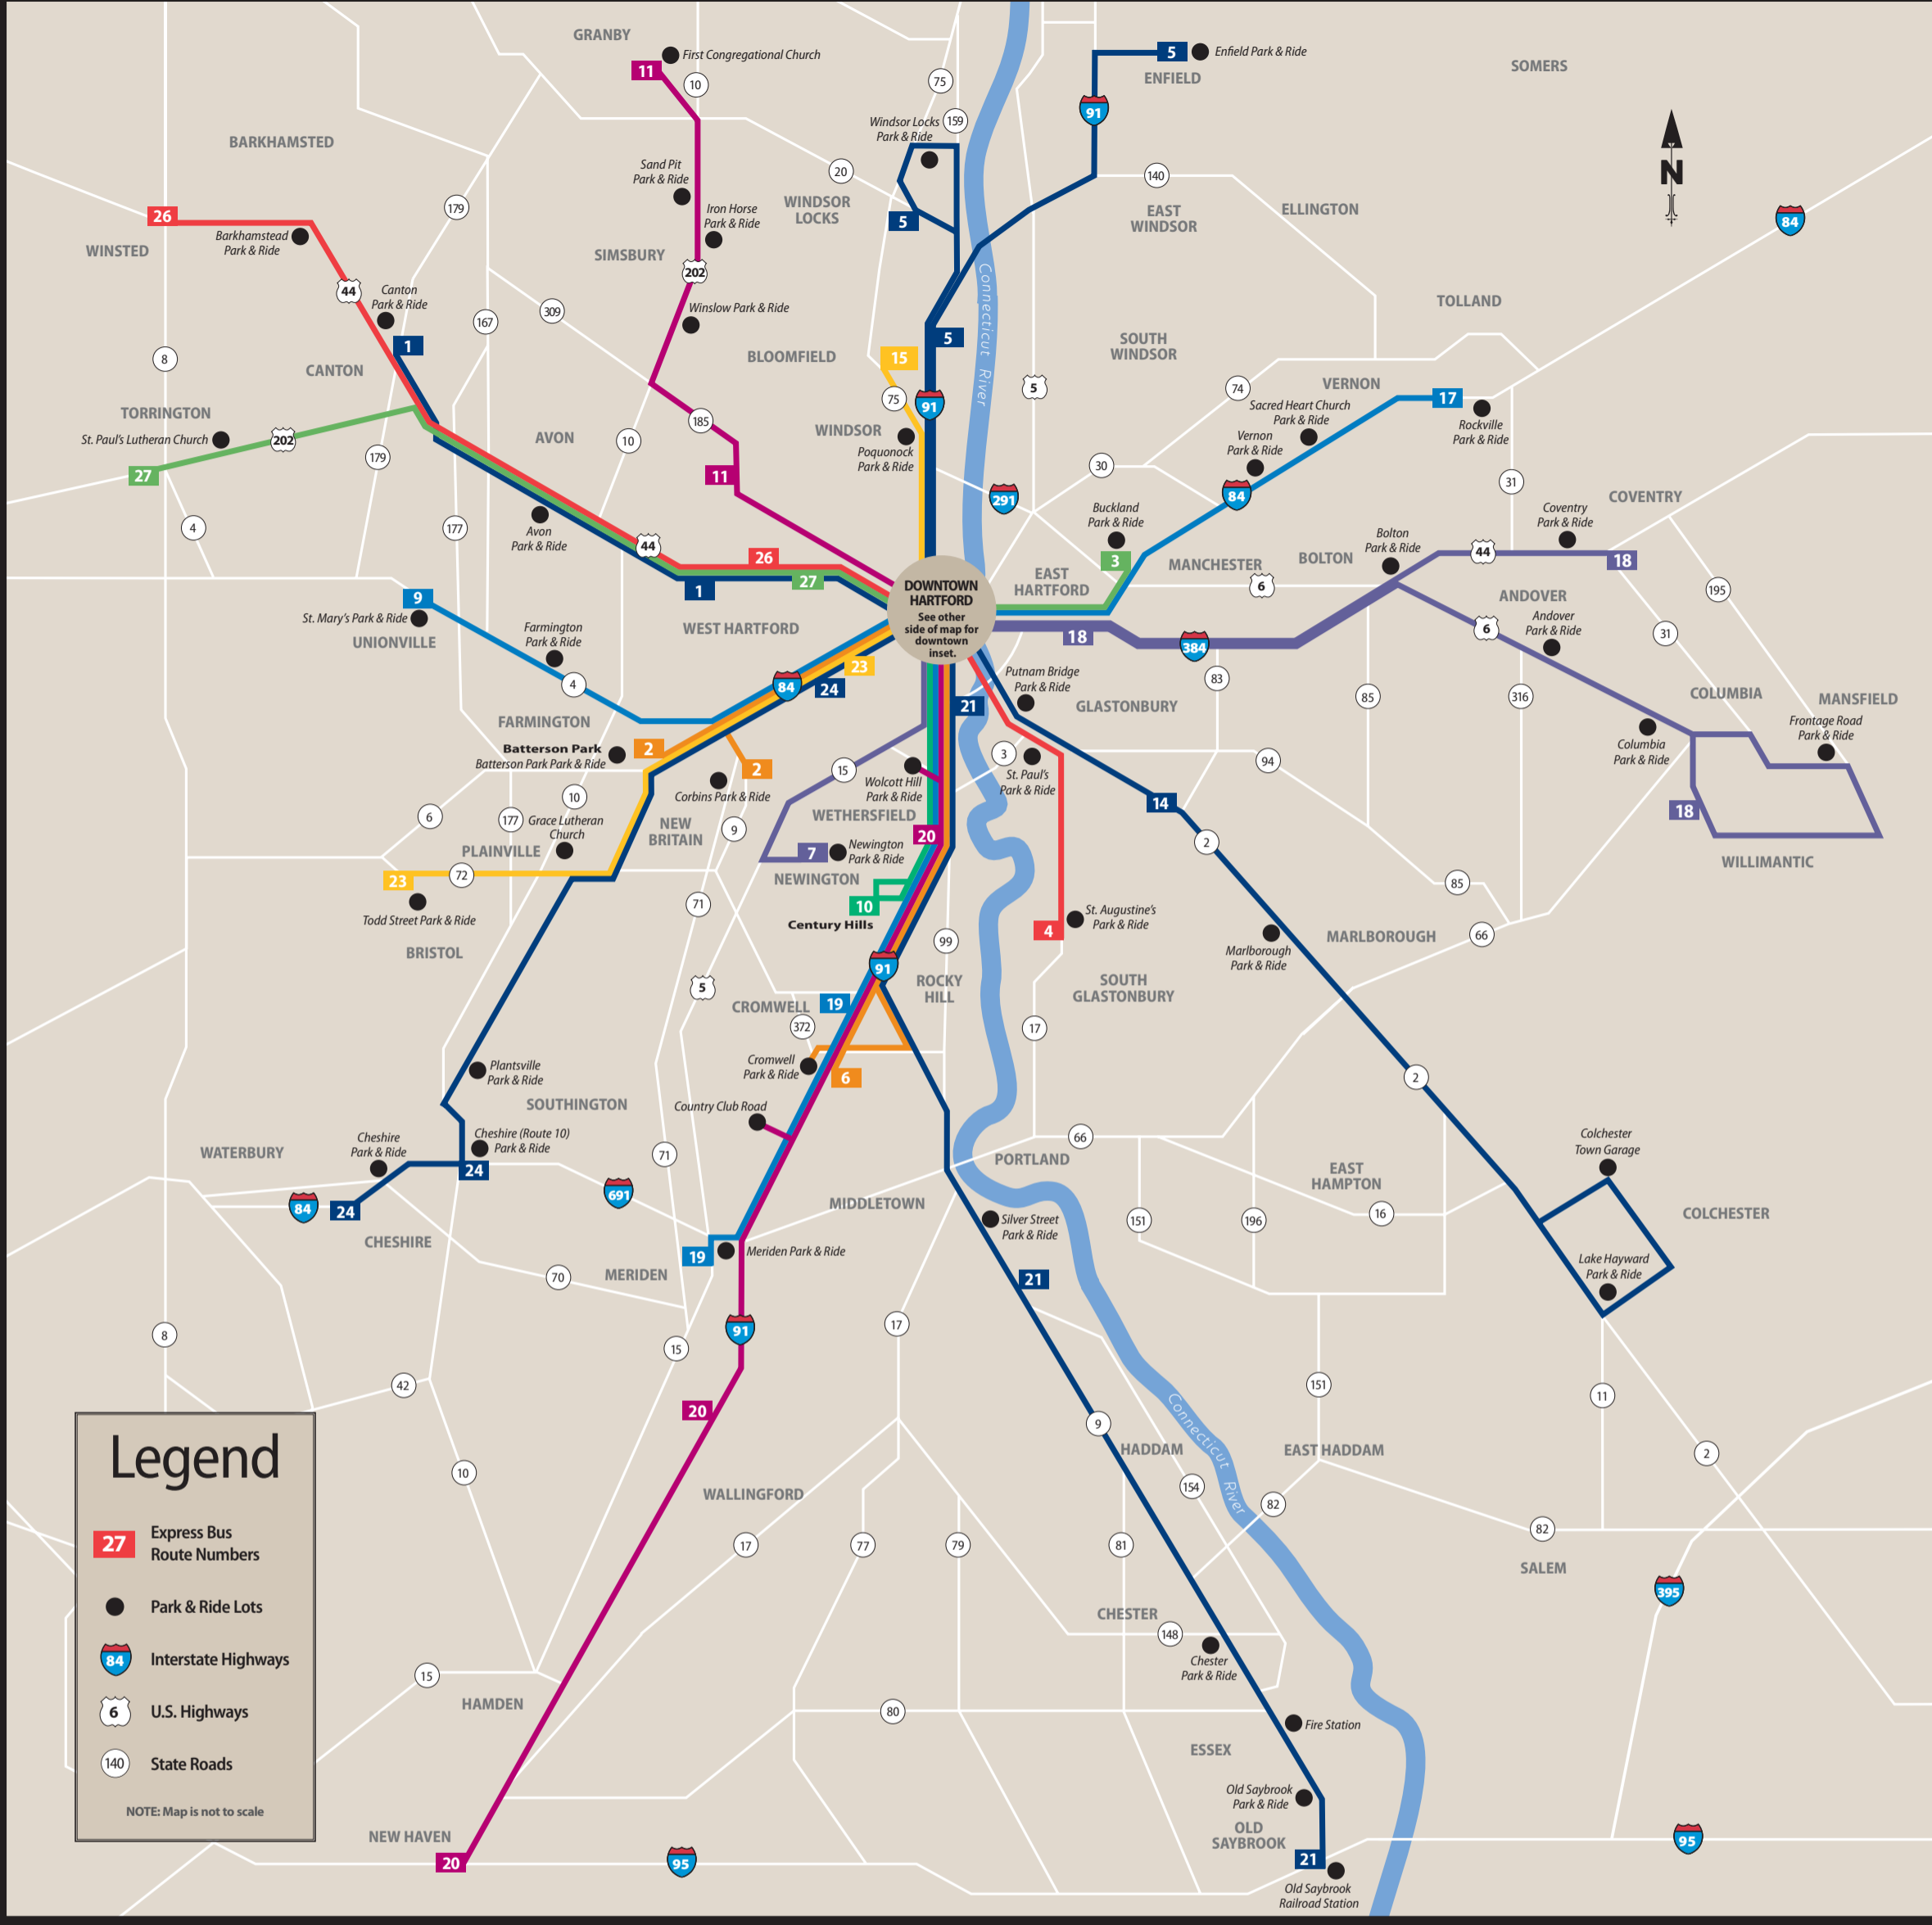 GRANBY
First Congregational Church
11
10
75
5
Enfield Park & Ride
ENFIELD
SOMERS
91
159
Windsor Locks
Park & Ride
BARKHAMSTED
N
Sand Pit
Park & Ride
20
140
179
WINDSOR
LOCKS
Iron Horse
Park & Ride
5
EAST
WINDSOR
ELLINGTON
84
26
Barkhamstead
Park & Ride
WINSTED
SIMSBURY
202
44
Canton
Park & Ride
Connecticut River
TOLLAND
309
167
Winslow Park & Ride
1
5
SOUTH
WINDSOR
8
CANTON
BLOOMFIELD
15
5
74
VERNON
17
75
91
Sacred Heart Church
Park & Ride
Rockville
Park & Ride
TORRINGTON
St. Paul's Lutheran Church
202
AVON
10
185
WINDSOR
Poquonock
Park & Ride
Vernon
Park & Ride
179
27
11
30
31
291
84
COVENTRY
4
177
Avon
Park & Ride
Buckland
Park & Ride
Coventry
Park & Ride
Bolton
Park & Ride
44
26
27
1
3
MANCHESTER
BOLTON
44
18
DOWNTOWN
HARTFORD
See other
side of map for
downtown
inset.
EAST
HARTFORD
6
195
9
St. Mary's Park & Ride
UNIONVILLE
ANDOVER
Andover
Park & Ride
Farmington
Park & Ride
WEST HARTFORD
18
384
6
31
4
84
23
24
Putnam Bridge
Park & Ride
83
85
316
COLUMBIA
MANSFIELD
21
GLASTONBURY
FARMINGTON
Batterson Park
Batterson Park Park & Ride
2
2
Frontage Road
Park & Ride
Columbia
Park & Ride
15
Wolcott Hill
Park & Ride
3
St. Paul's
Park & Ride
94
Corbins Park & Ride
10
6
177
Grace Lutheran
Church
NEW
BRITAIN
9
WETHERSFIELD
20
14
2
18
PLAINVILLE
7
Newington
Park & Ride
WILLIMANTIC
23
72
NEWINGTON
85
Todd Street Park & Ride
71
10
Century Hills
St. Augustine's
Park & Ride
4
BRISTOL
99
Marlborough
Park & Ride
MARLBOROUGH
66
91
5
ROCKY
HILL
SOUTH
GLASTONBURY
CROMWELL
19
372
17
Cromwell
Park & Ride
6
Plantsville
Park & Ride
2
SOUTHINGTON
Country Club Road
Cheshire
Park & Ride
Cheshire (Route 10)
Park & Ride
66
WATERBURY
71
PORTLAND
Colchester
Town Garage
24
EAST
HAMPTON
84
24
691
MIDDLETOWN
Silver Street
Park & Ride
151
196
16
COLCHESTER
CHESHIRE
19
Meriden Park & Ride
70
MERIDEN
21
Lake Hayward
Park & Ride
8
91
17
15
42
151
11
20
Connecticut River
9
HADDAM
EAST HADDAM
2
10
154
82
WALLINGFORD
17
77
79
81
82
SALEM
395
CHESTER
148
Chester
Park & Ride
15
HAMDEN
80
Fire Station
ESSEX
Old Saybrook
Park & Ride
OLD
SAYBROOK
NEW HAVEN
20
95
95
21
Old Saybrook
Railroad Station
Legend
27
Express Bus
Route Numbers
Park & Ride Lots
84
Interstate Highways
6
U.S. Highways
140
State Roads
NOTE: Map is not to scale